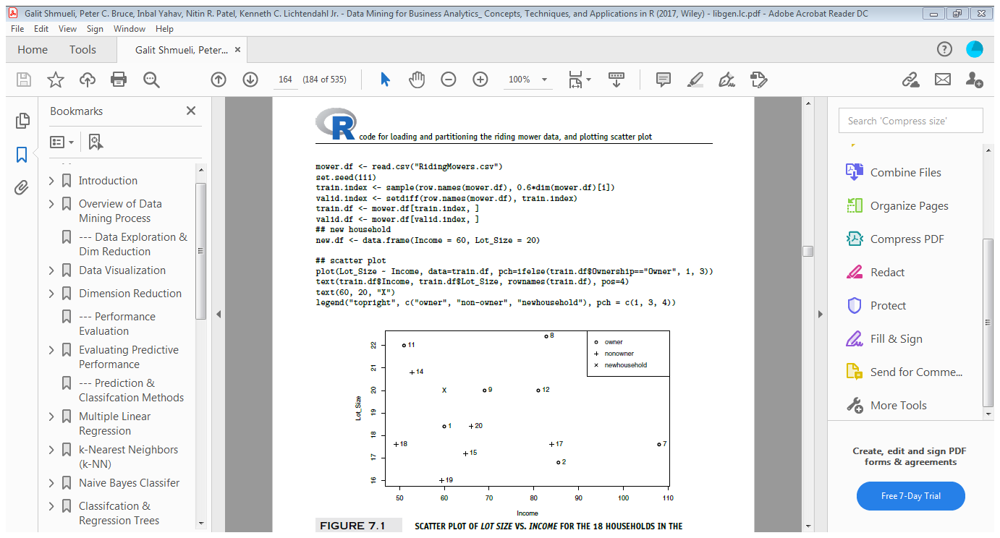 Galit Shmueli, Peter C. Bruce, Inbal Yahav, Nitin R. Patel, Kenneth C. Lichtendahl Jr. - Data Mining for Business Analytics_ Concepts, Techniques, and Applications in R (2017, Wiley) - libgen.lc.pdf - Adobe Acrobat Reader DC
File Edit View Sign Window Help
Home Tools Galit Shmueli, Peter... ×
164 (184 of 535) 100%
Bookmarks
Introduction
Overview of Data
Mining Process
--- Data Exploration &
Dim Reduction
Data Visualization
Dimension Reduction
--- Performance
Evaluation
Evaluating Predictive
Performance
--- Prediction &
Classifcation Methods
Multiple Linear
Regression
k-Nearest Neighbors
(k-NN)
Naive Bayes Classifer
Classifcation &
Regression Trees
R code for loading and partitioning the riding mower data, and plotting scatter plot
mower.df <- read.csv("RidingMowers.csv")
set.seed(111)
train.index <- sample(row.names(mower.df), 0.6*dim(mower.df)[1])
valid.index <- setdiff(row.names(mower.df), train.index)
train.df <- mower.df[train.index, ]
valid.df <- mower.df[valid.index, ]
## new household
new.df <- data.frame(Income = 60, Lot_Size = 20)
## scatter plot
plot(Lot_Size ~ Income, data=train.df, pch=ifelse(train.df$Ownership=="Owner", 1, 3))
text(train.df$Income, train.df$Lot_Size, rownames(train.df), pos=4)
text(60, 20, "X")
legend("topright", c("owner", "non-owner", "newhousehold"), pch = c(1, 3, 4))
owner
nonowner
newhousehold
8
11
14
X
9
12
1
20
18
17
7
15
2
19
Lot_Size
22
21
20
19
18
17
16
50 60 70 80 90 100 110
Income
FIGURE 7.1 SCATTER PLOT OF LOT SIZE VS. INCOME FOR THE 18 HOUSEHOLDS IN THE
Search 'Compress size'
Combine Files
Organize Pages
Compress PDF
Redact
Protect
Fill & Sign
Send for Comme...
More Tools
Create, edit and sign PDF
forms & agreements
Free 7-Day Trial